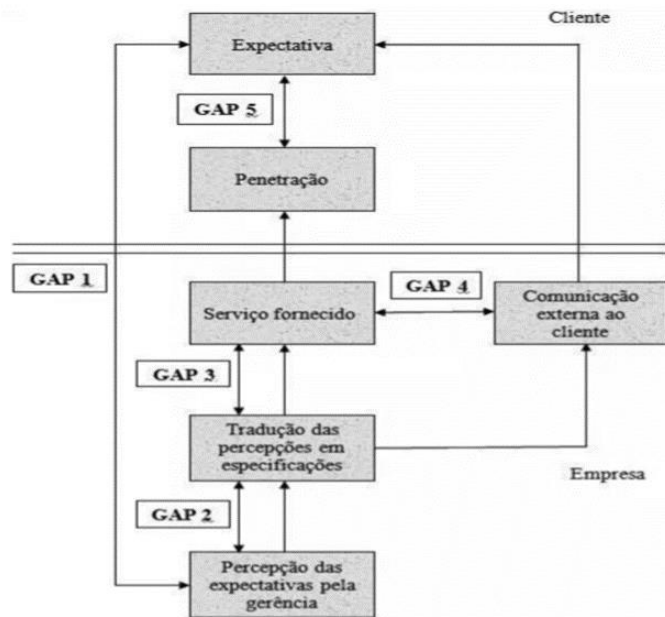 Cliente
Expectativa
GAP 5
Penetração
GAP 1
Serviço fornecido
GAP 4
Comunicação
externa ao
cliente
GAP 3
Tradução das
percepções em
especificações
Empresa
GAP 2
Percepção das
expectativas pela
gerência